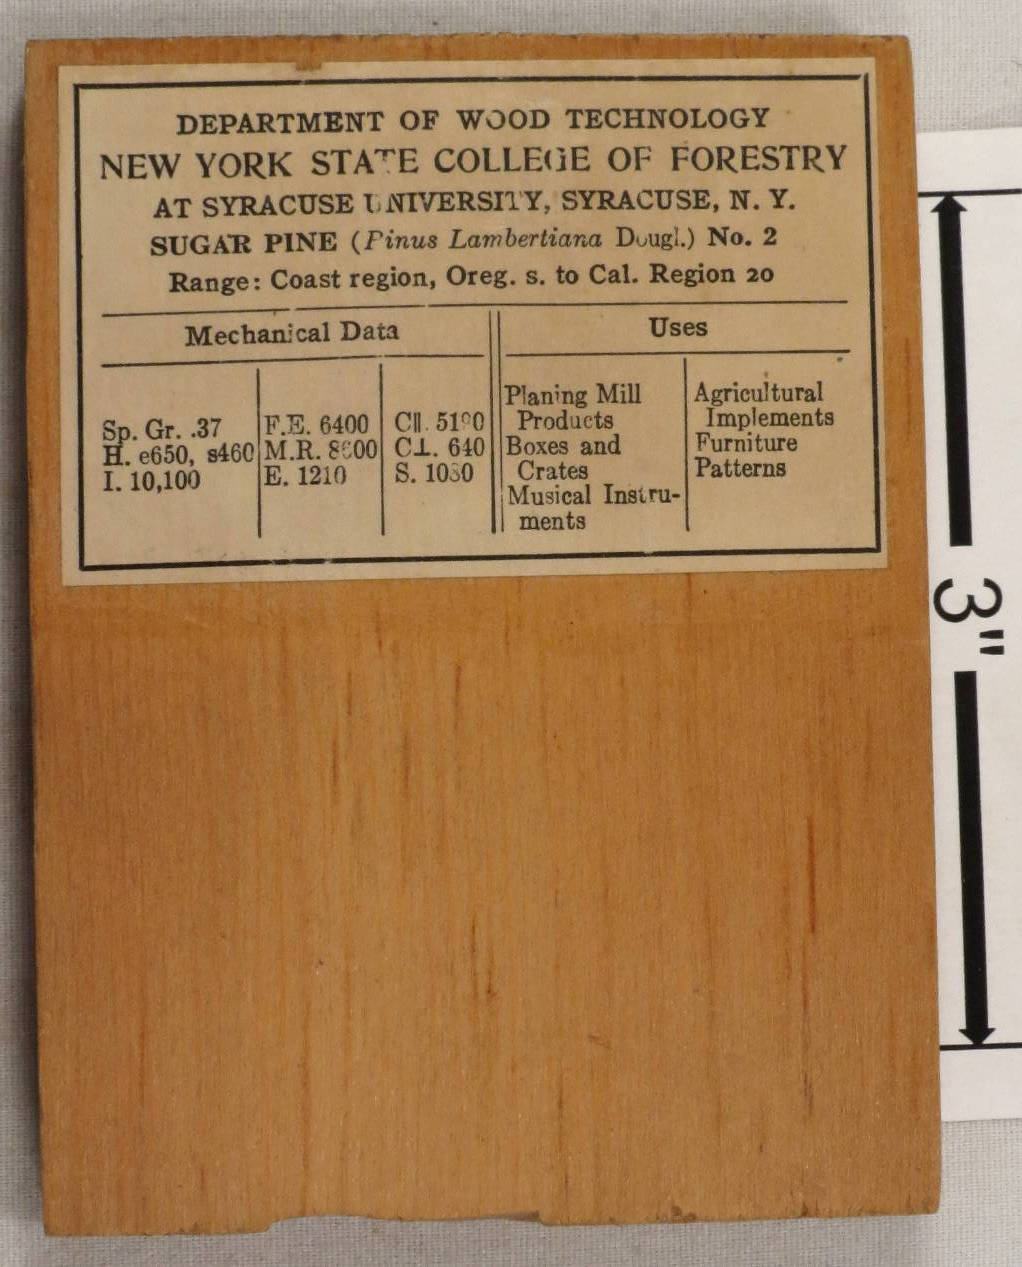 DEPARTMENT OF WOOD TECHNOLOGY
NEW YORK STATE COLLEGE OF FORESTRY
AT SYRACUSE UNIVERSITY, SYRACUSE, N. Y.
SUGAR PINE (Pinus Lambertiana Dougl.) No. 2
Range: Coast region, Oreg. s. to Cal. Region 20
Mechanical Data
Sp. Gr. .37
H. e650, s460
I. 10,100
F.E. 6400
M.R.
E. 1210
C||.
C⊥. 640
S.
Uses
Planing Mill
Products
Boxes and
Crates
Musical Instru-
ments
Agricultural
Implements
Furniture
Patterns
3"